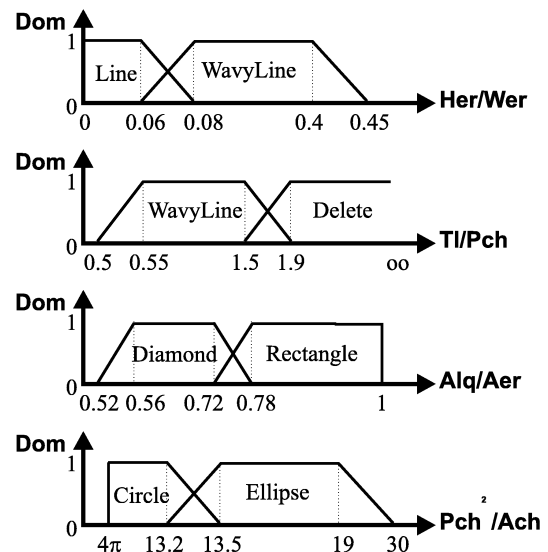 Dom
1
Line WavyLine
0
Her/Wer
0 0.06 0.08 0.4 0.45
Dom
1
WavyLine Delete
0
Tl/Pch
0.5 0.55 1.5 1.9 oo
Dom
1
Diamond Rectangle
0
Alq/Aer
0.52 0.56 0.72 0.78 1
Dom
1
Circle Ellipse
0
Pch² /Ach
4π 13.2 13.5 19 30